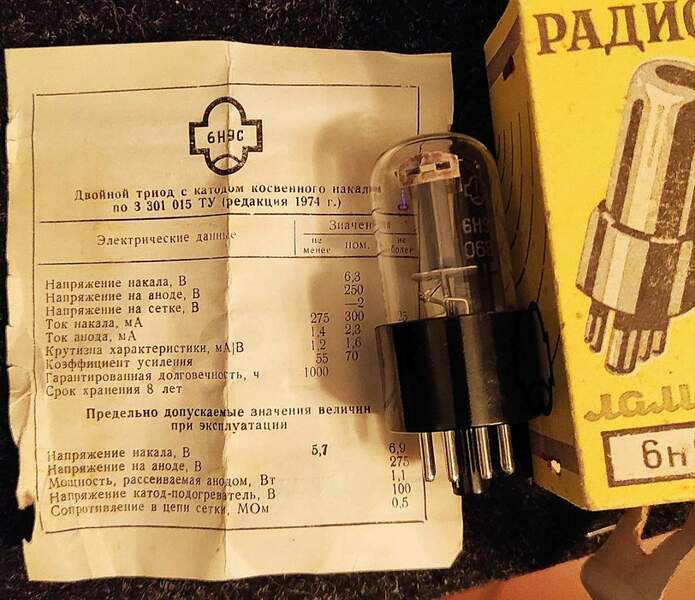 6Н9С
Двойной триод с катодом косвенного накала
по 3 301 015 ТУ (редакция 1974 г.)
Электрические данные
Значен
не менее
ном.
не более
Напряжение накала, В 6,3
Напряжение на аноде, В 250
Напряжение на сетке, В —2
Ток накала, мА 275 300
Ток анода, мА 1,4 2,3
Крутизна характеристики, мА|В 1,2 1,6
Коэффициент усиления 55 70
Гарантированная долговечность, ч 1000
Срок хранения 8 лет
Предельно допускаемые значения величин
при эксплуатации
Напряжение накала, В 5,7 6,9
Напряжение на аноде, В 275
Мощность, рассеиваемая анодом, Вт 1,1
Напряжение катод-подогреватель, В 100
Сопротивление в цепи сетки, МОм 0,5
6Н9
РАДИО
лам
6н